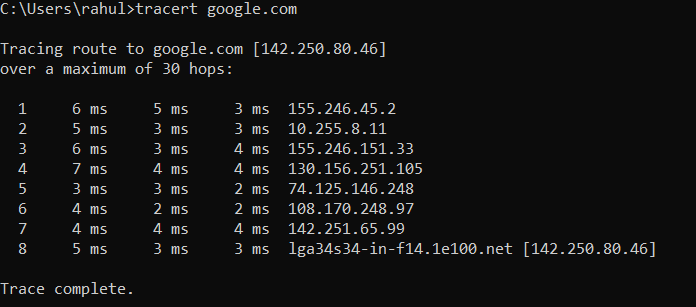 C:\Users\rahul>tracert google.com
Tracing route to google.com [142.250.80.46]
over a maximum of 30 hops:
1 6 ms 5 ms 3 ms 155.246.45.2
2 5 ms 3 ms 3 ms 10.255.8.11
3 6 ms 3 ms 4 ms 155.246.151.33
4 7 ms 4 ms 4 ms 130.156.251.105
5 3 ms 3 ms 2 ms 74.125.146.248
6 4 ms 2 ms 2 ms 108.170.248.97
7 4 ms 4 ms 4 ms 142.251.65.99
8 5 ms 3 ms 3 ms lga34s34-in-f14.1e100.net [142.250.80.46]
Trace complete.